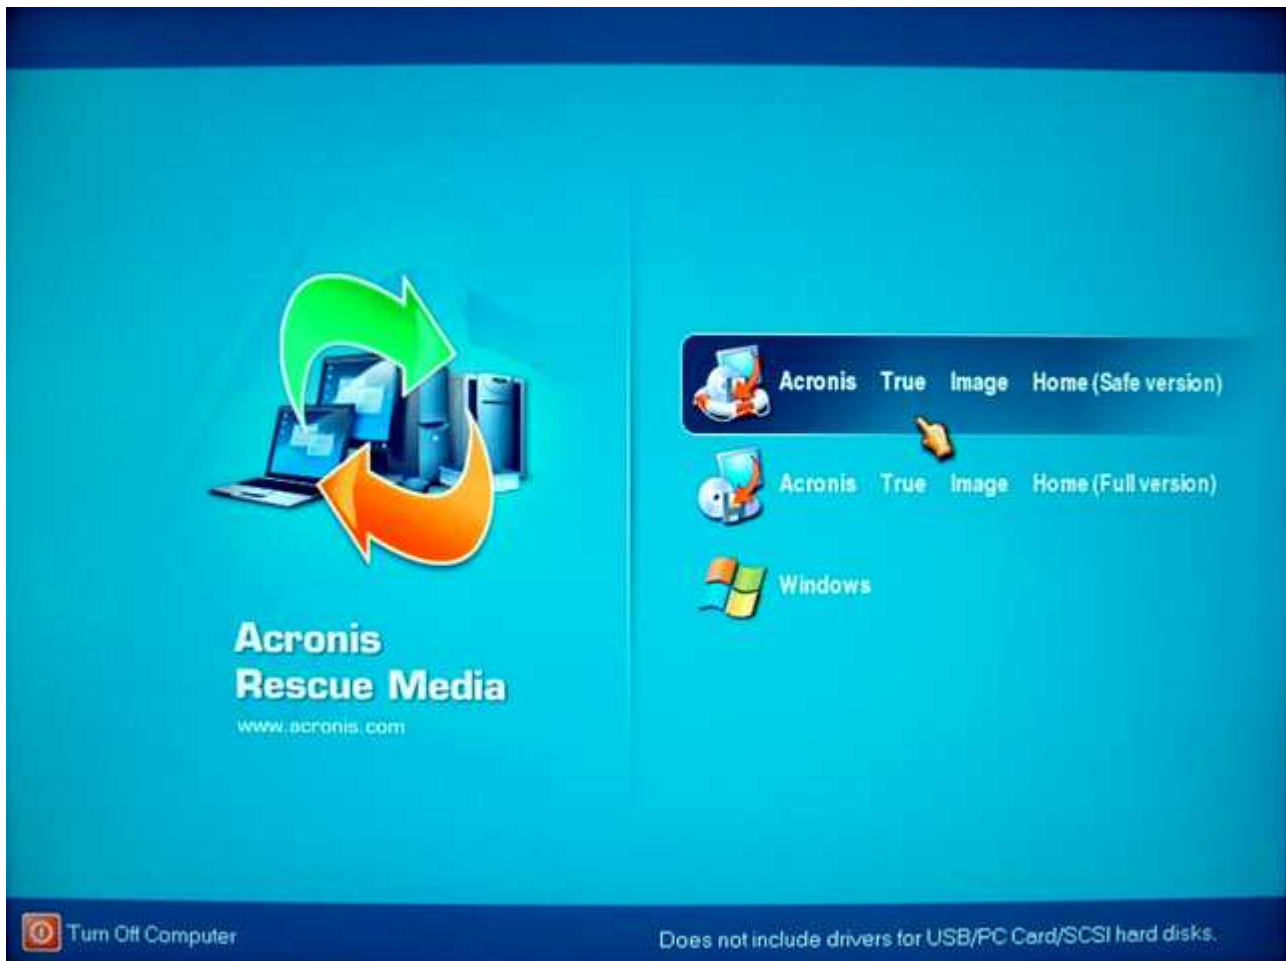 Acronis True Image Home (Safe version)
Acronis True Image Home (Full version)
Windows
Acronis
Rescue Media
www.acronis.com
Turn Off Computer
Does not include drivers for USB/PC Card/SCSI hard disks.